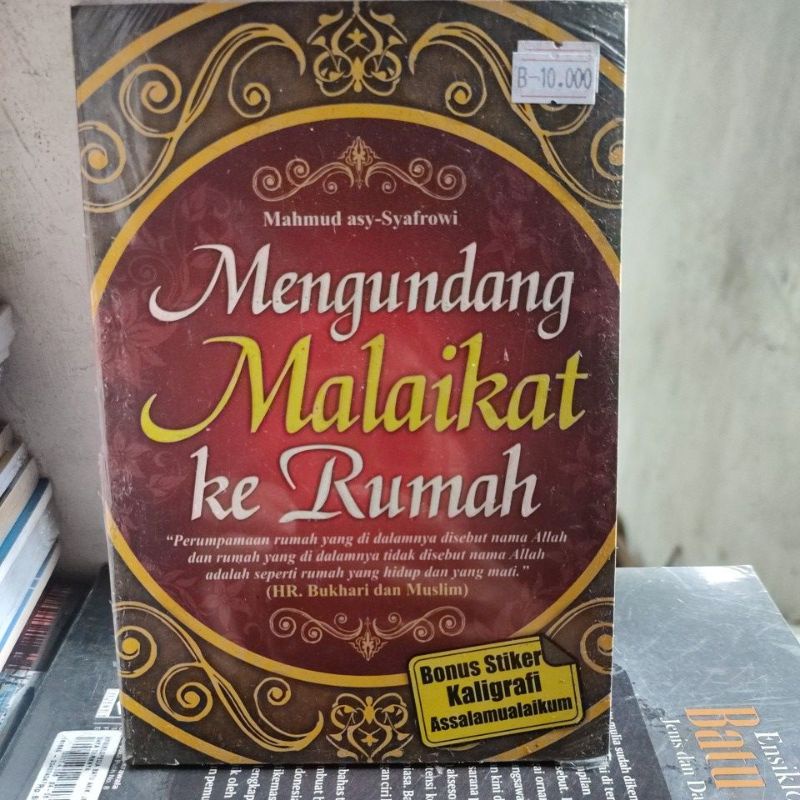 B-10.000
Mahmud asy-Syafrowi
Mengundang
Malaikat
ke Rumah
“Perumpamaan rumah yang di dalamnya disebut nama Allah
dan rumah yang di dalamnya tidak disebut nama Allah
adalah seperti rumah yang hidup dan yang mati.”
(HR. Bukhari dan Muslim)
Bonus Stiker
Kaligrafi
Assalamualaikum
Batu
Jenis dan